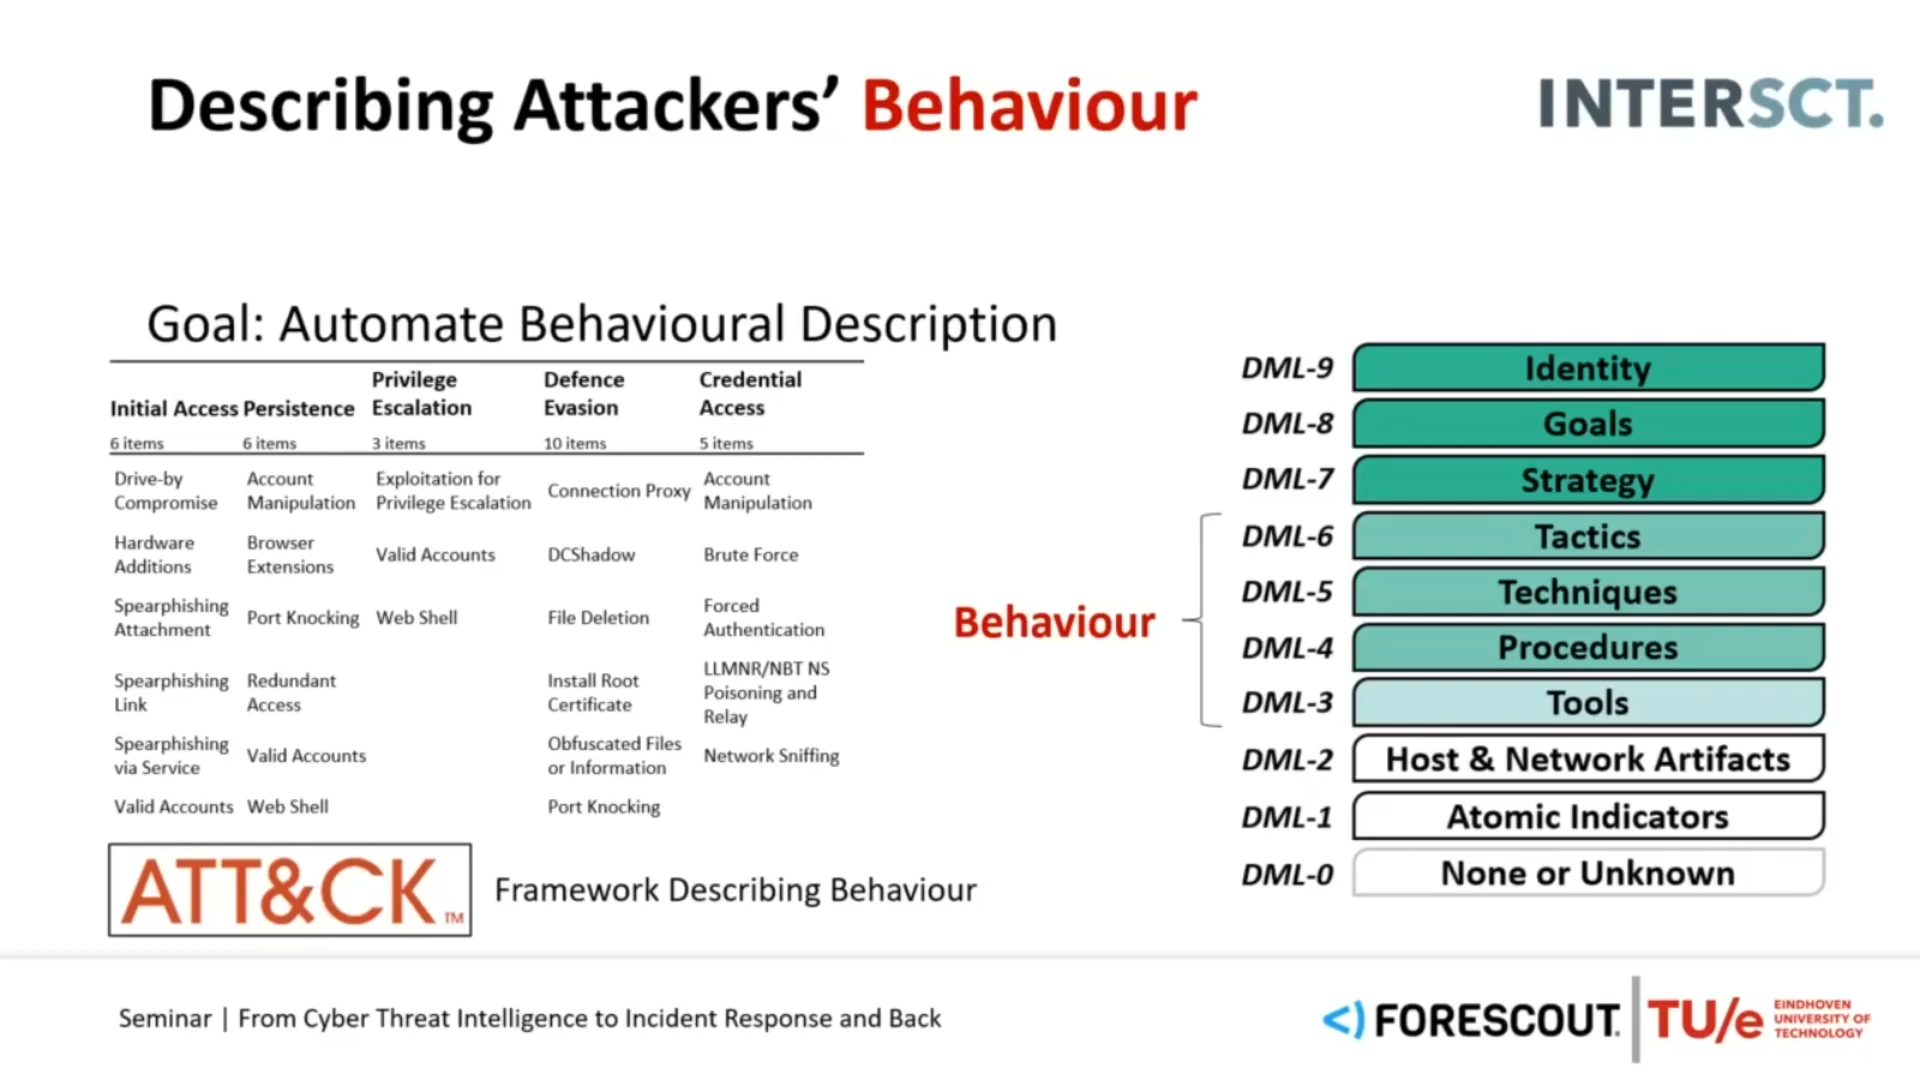 Describing Attackers’ Behaviour
INTERSCT.
Goal: Automate Behavioural Description
Initial Access Persistence Privilege Escalation Defence Evasion Credential Access
6 items 6 items 3 items 10 items 5 items
Drive-by Compromise Account Manipulation Exploitation for Privilege Escalation Connection Proxy Account Manipulation
Hardware Additions Browser Extensions Valid Accounts DCShadow Brute Force
Spearphishing Attachment Port Knocking Web Shell File Deletion Forced Authentication
Spearphishing Link Redundant Access Install Root Certificate LLMNR/NBT NS Poisoning and Relay
Spearphishing via Service Valid Accounts Obfuscated Files or Information Network Sniffing
Valid Accounts Web Shell Port Knocking
ATT&CK™
Framework Describing Behaviour
Behaviour
DML-9 Identity
DML-8 Goals
DML-7 Strategy
DML-6 Tactics
DML-5 Techniques
DML-4 Procedures
DML-3 Tools
DML-2 Host & Network Artifacts
DML-1 Atomic Indicators
DML-0 None or Unknown
Seminar | From Cyber Threat Intelligence to Incident Response and Back
FORESCOUT.
TU/e
EINDHOVEN
UNIVERSITY OF
TECHNOLOGY